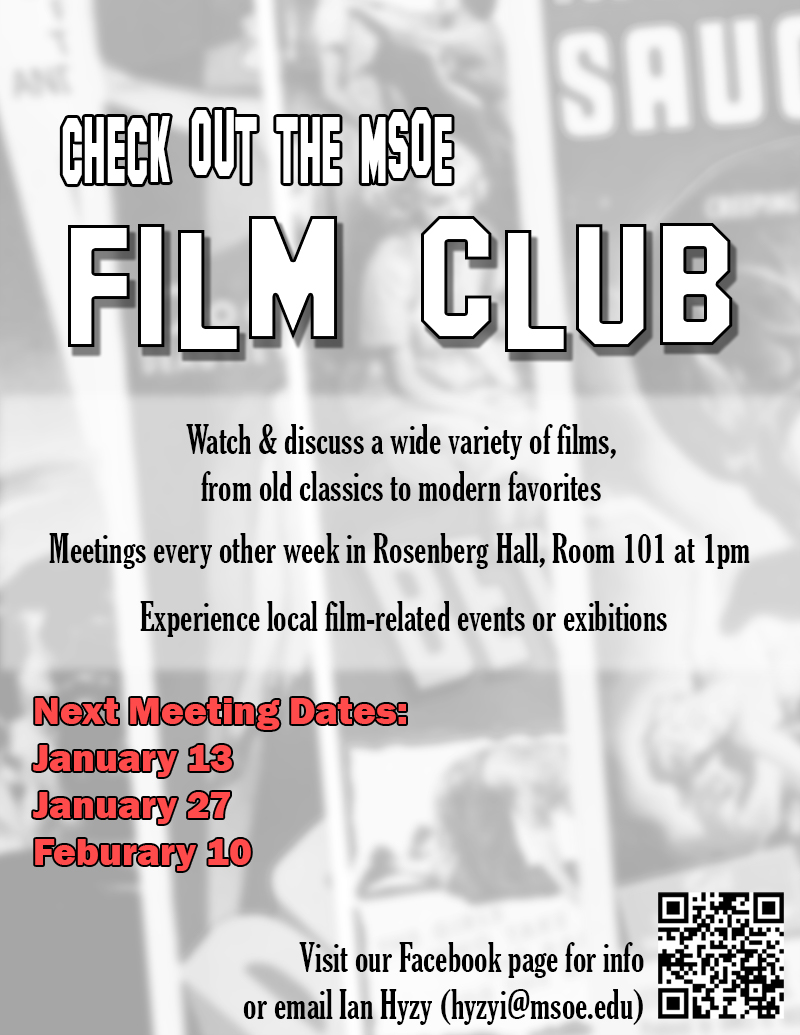 SAUC
CHECK OUT THE MSOE
FILM CLUB
Watch & discuss a wide variety of films,
from old classics to modern favorites
Meetings every other week in Rosenberg Hall, Room 101 at 1pm
Experience local film-related events or exibitions
Next Meeting Dates:
January 13
January 27
Feburary 10
Visit our Facebook page for info
or email Ian Hyzy (hyzyi@msoe.edu)